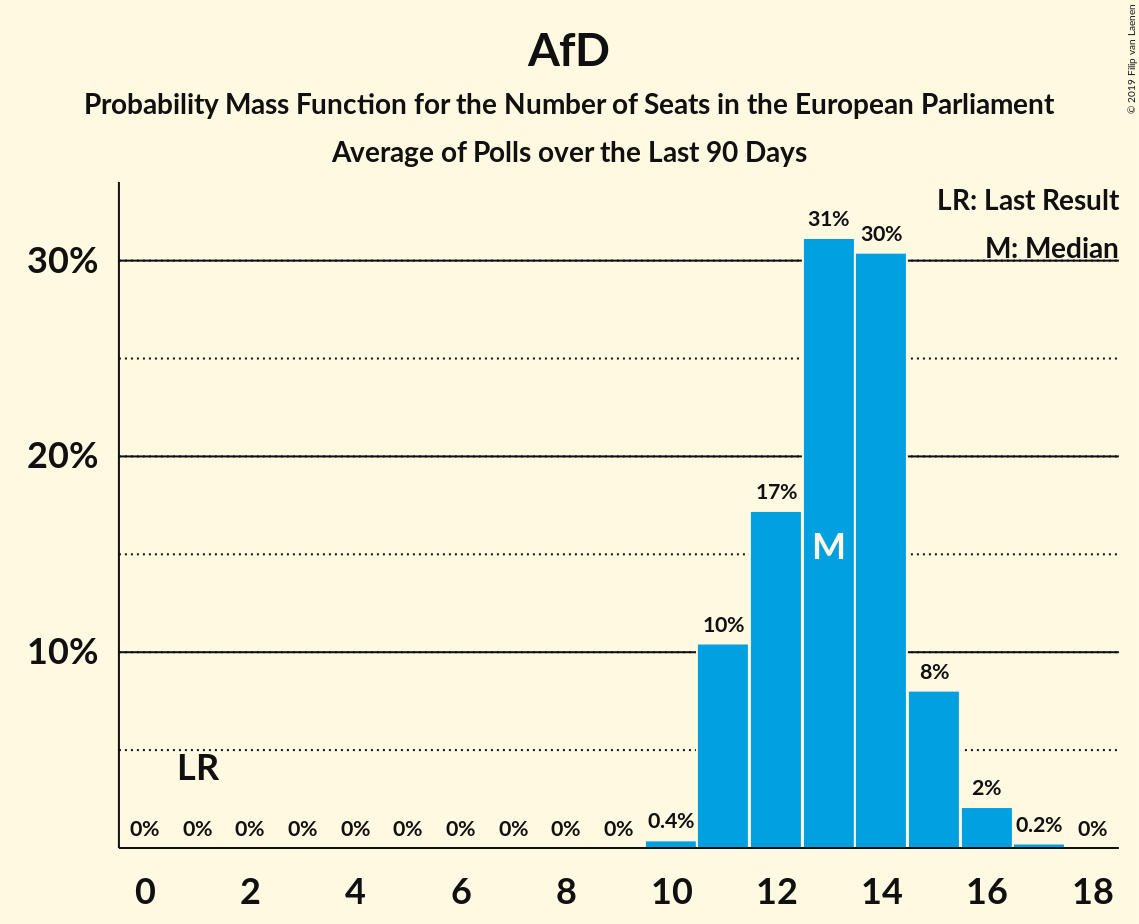 AfD
Probability Mass Function for the Number of Seats in the European Parliament
Average of Polls over the Last 90 Days
© 2019 Filip van Laenen
LR: Last Result
M: Median
30%
20%
10%
31%
30%
17%
M
10%
8%
LR
2%
0% 0% 0% 0% 0% 0% 0% 0% 0% 0% 0.4% 0.2% 0%
0 2 4 6 8 10 12 14 16 18